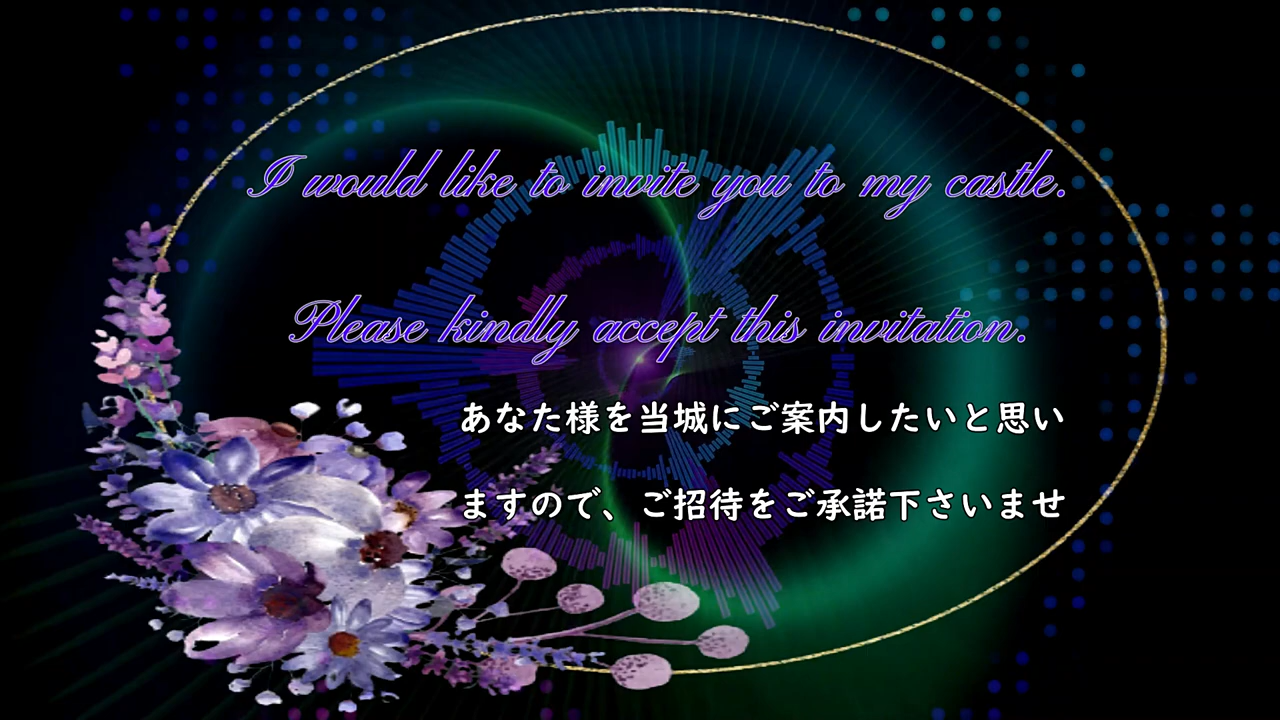 I would like to invite you to my castle.
Please kindly accept this invitation.
あなた様を当城にご案内したいと思い
ますので、ご招待をご承諾下さいませ